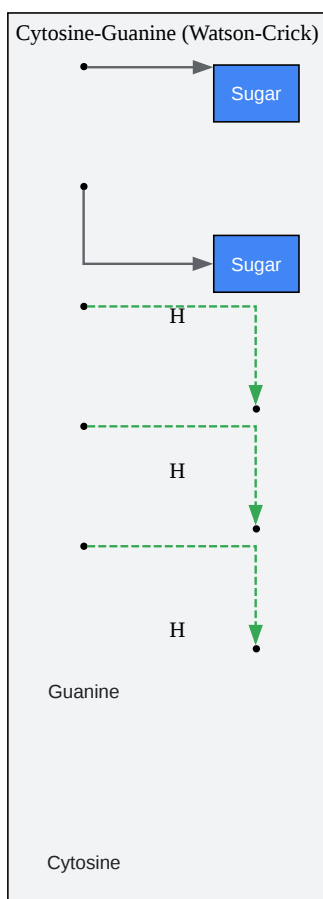 Cytosine-Guanine (Watson-Crick)
Sugar
Sugar
H
H
H
Guanine
Cytosine